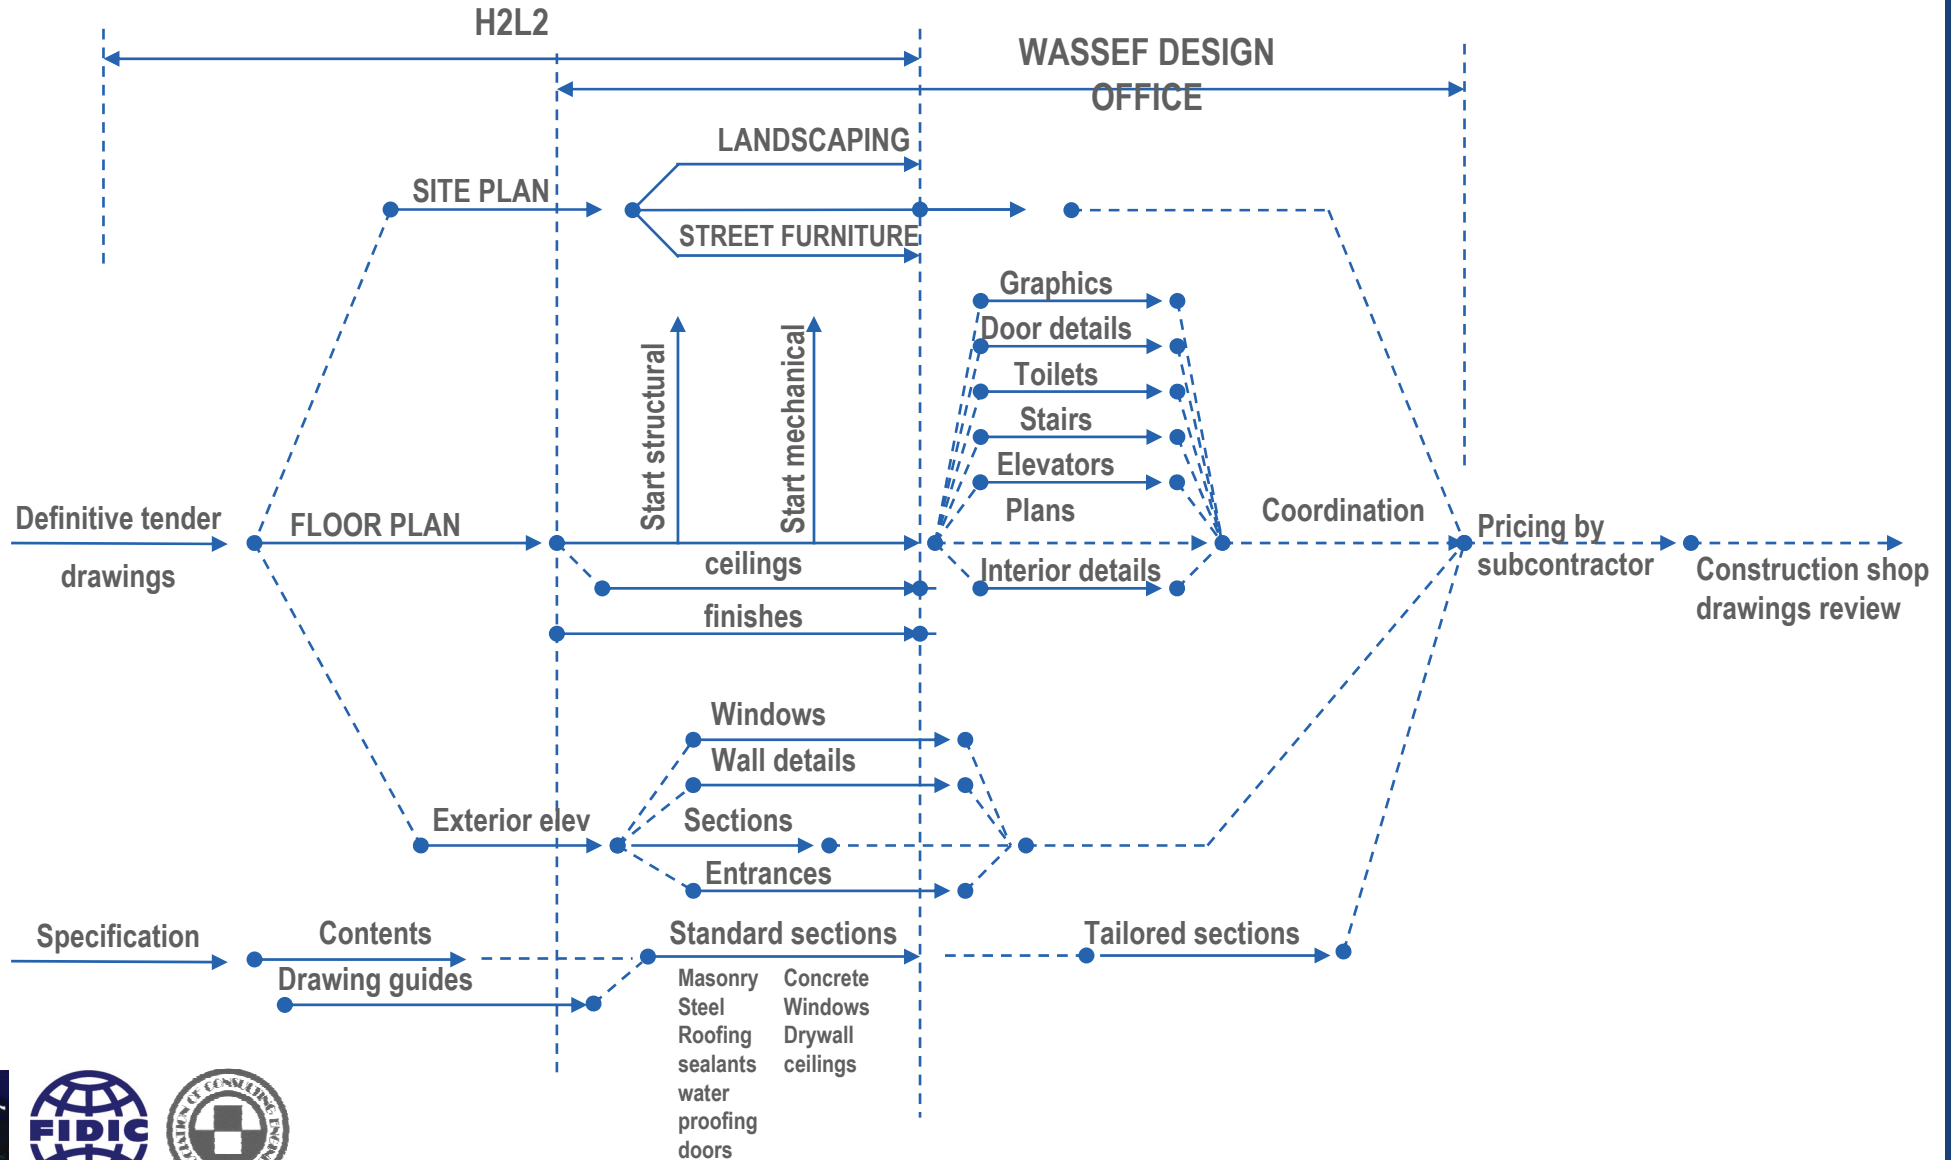 H2L2
WASSEF DESIGN
OFFICE
LANDSCAPING
SITE PLAN
STREET FURNITURE
Graphics
Door details
Toilets
Stairs
Elevators
Start structural
Start mechanical
Definitive tender
drawings
FLOOR PLAN
Plans
Coordination
Pricing by
subcontractor
Construction shop
drawings review
ceilings
Interior details
finishes
Windows
Wall details
Exterior elev
Sections
Entrances
Specification
Contents
Standard sections
Tailored sections
Drawing guides
Masonry
Steel
Roofing
sealants
water
proofing
doors
Concrete
Windows
Drywall
ceilings
FIDIC
OF CONSULTING